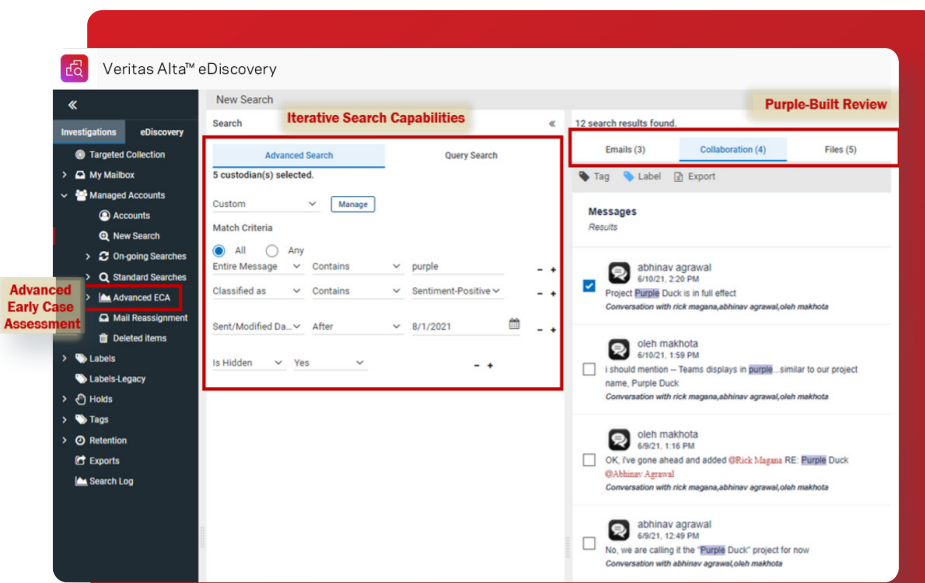 Veritas Alta™ eDiscovery
«
Investigations eDiscovery
Targeted Collection
> My Mailbox
Managed Accounts
Accounts
New Search
> On-going Searches
> Standard Searches
> Advanced ECA
Mail Reassignment
Deleted items
> Labels
Labels-Legacy
> Holds
> Tags
> Retention
Exports
Search Log
Advanced
Early Case
Assessment
New Search
Search «
Iterative Search Capabilities
Advanced Search Query Search
5 custodian(s) selected.
Custom Manage
Match Criteria
All Any
Entire Message Contains purple - +
Classified as Contains Sentiment-Positive - +
Sent/Modified Da... After 8/1/2021 - +
Is Hidden Yes - +
Purple-Built Review
12 search results found.
Emails (3) Collaboration (4) Files (5)
Tag Label Export
Messages
Results
abhinav agrawal
6/10/21, 2:20 PM
Project Purple Duck is in full effect
Conversation with rick magana,abhinav agrawal,oleh makhota
oleh makhota
6/10/21, 1:59 PM
i should mention -- Teams displays in purple...similar to our project
name, Purple Duck
Conversation with rick magana,abhinav agrawal,oleh makhota
oleh makhota
6/9/21, 1:16 PM
OK, i've gone ahead and added @Rick Magana RE: Purple Duck
@Abhinav Agrawal
Conversation with rick magana,abhinav agrawal,oleh makhota
abhinav agrawal
6/9/21, 12:49 PM
No, we are calling it the "Purple Duck" project for now
Conversation with abhinav agrawal,oleh makhota